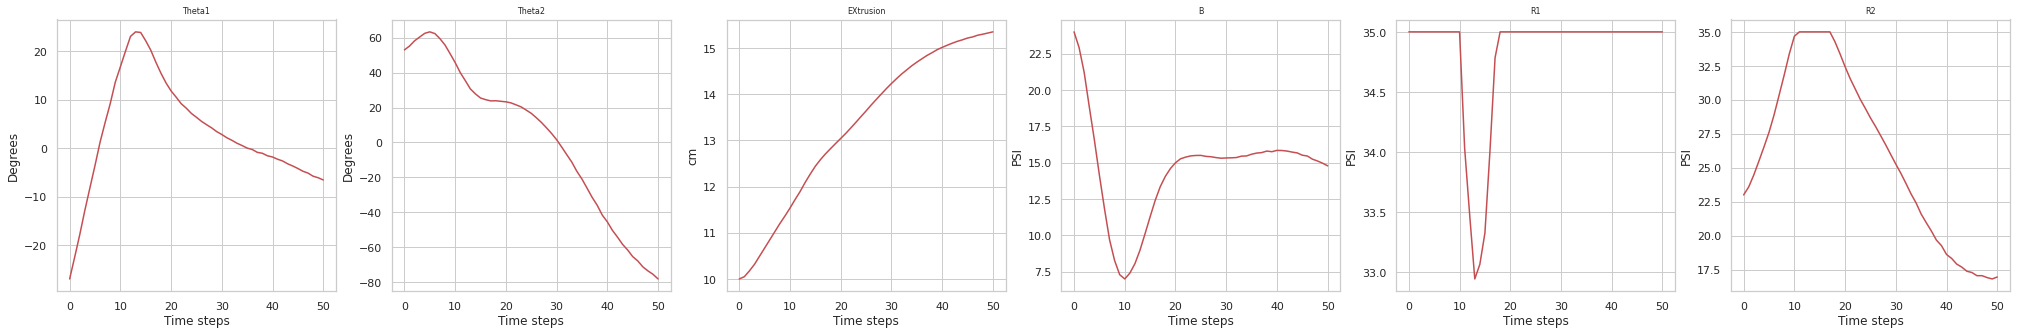 Theta1
Degrees
20
10
0
−10
−20
0 10 20 30 40 50
Time steps
Theta2
Degrees
60
40
20
0
−20
−40
−60
−80
0 10 20 30 40 50
Time steps
EXtrusion
cm
15
14
13
12
11
10
0 10 20 30 40 50
Time steps
B
PSI
22.5
20.0
17.5
15.0
12.5
10.0
7.5
0 10 20 30 40 50
Time steps
R1
PSI
35.0
34.5
34.0
33.5
33.0
0 10 20 30 40 50
Time steps
R2
PSI
35.0
32.5
30.0
27.5
25.0
22.5
20.0
17.5
0 10 20 30 40 50
Time steps